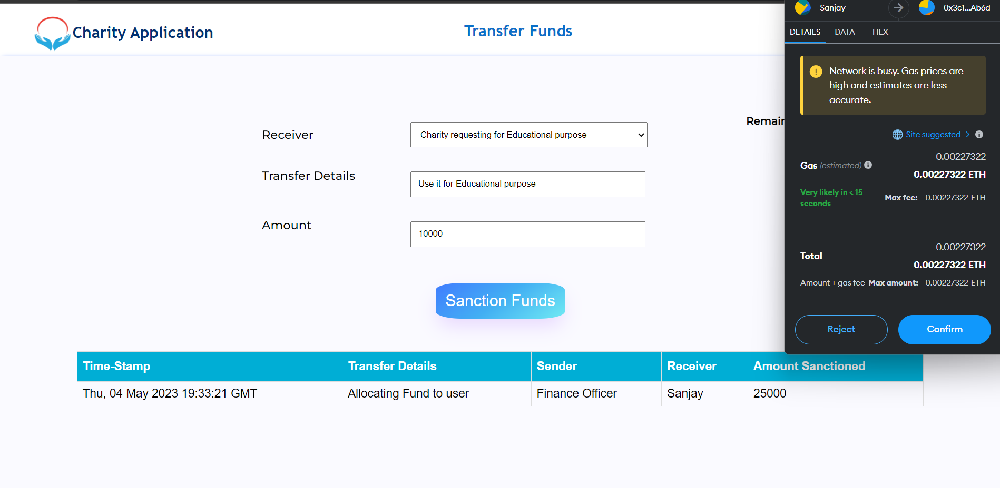 Charity Application
Transfer Funds
Receiver
Charity requesting for Educational purpose
Transfer Details
Use it for Educational purpose
Amount
10000
Sanction Funds
Remain
Time-Stamp Transfer Details Sender Receiver Amount Sanctioned
Thu, 04 May 2023 19:33:21 GMT Allocating Fund to user Finance Officer Sanjay 25000
Sanjay 0x3c1...Ab6d
DETAILS DATA HEX
Network is busy. Gas prices are
high and estimates are less
accurate.
Site suggested >
0.00227322
Gas (estimated)
0.00227322 ETH
Very likely in < 15
seconds
Max fee: 0.00227322 ETH
0.00227322
Total
0.00227322 ETH
Amount + gas fee Max amount: 0.00227322 ETH
Reject Confirm